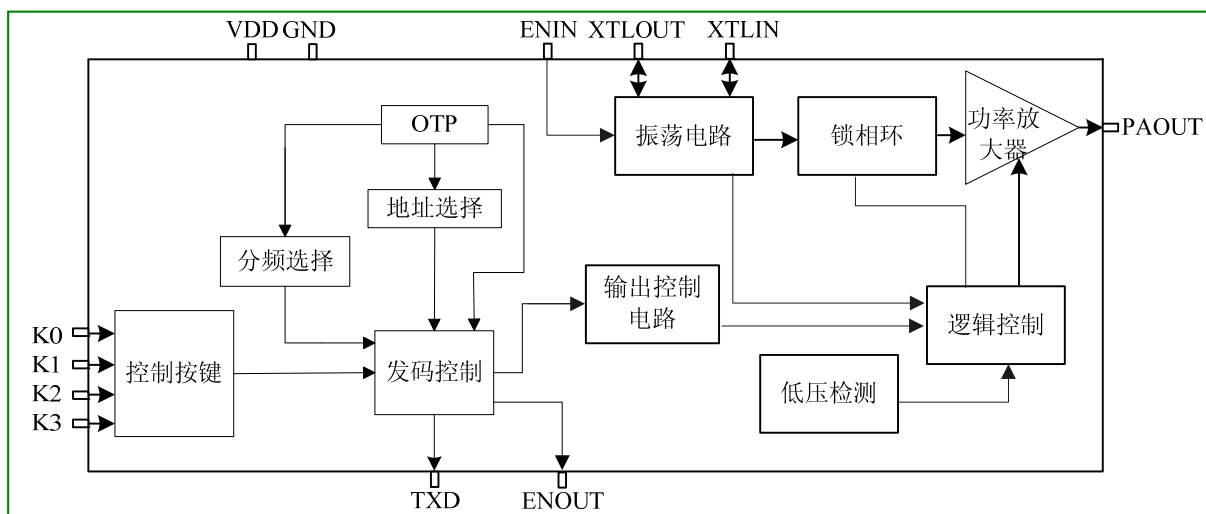 VDD GND ENIN XTLOUT XTLIN
OTP
振荡电路
锁相环
功率放
大器
PAOUT
地址选择
分频选择
输出控制
电路
逻辑控制
K0
K1
K2
K3
控制按键
发码控制
低压检测
TXD ENOUT